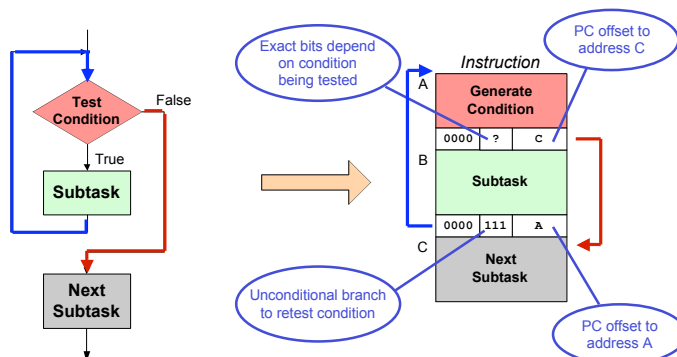 Test
Condition
False
True
Subtask
Next
Subtask
Exact bits depend
on condition
being tested
Instruction
PC offset to
address C
A
Generate
Condition
0000 ? C
B
Subtask
0000 111 A
C
Next
Subtask
Unconditional branch
to retest condition
PC offset to
address A